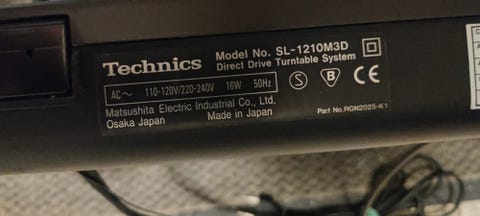 Technics
Model No. SL-1210M3D
Direct Drive Turntable System
AC～ 110-120V/220-240V 16W 50Hz
Matsushita Electric Industrial Co., Ltd.
Osaka Japan Made in Japan
S B CE
Part No. RGN2025-K1